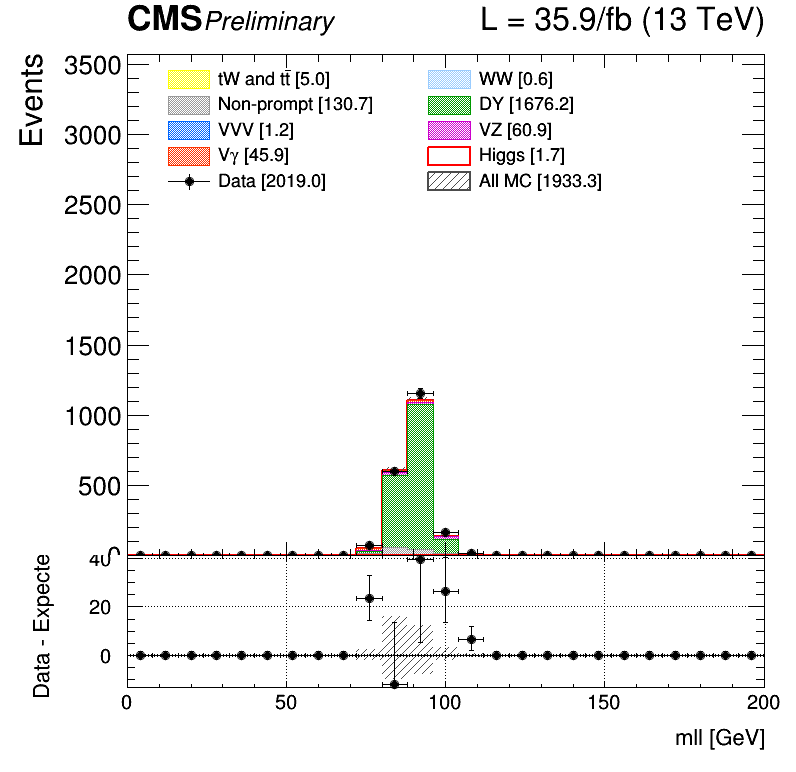 CMS Preliminary L = 35.9/fb (13 TeV)
Events
3500
3000
2500
2000
1500
1000
500
0
tW and tt̄ [5.0]
WW [0.6]
Non-prompt [130.7]
DY [1676.2]
VVV [1.2]
VZ [60.9]
Vγ [45.9]
Higgs [1.7]
Data [2019.0]
All MC [1933.3]
Data - Expecte
40
20
0
0 50 100 150 200
mll [GeV]